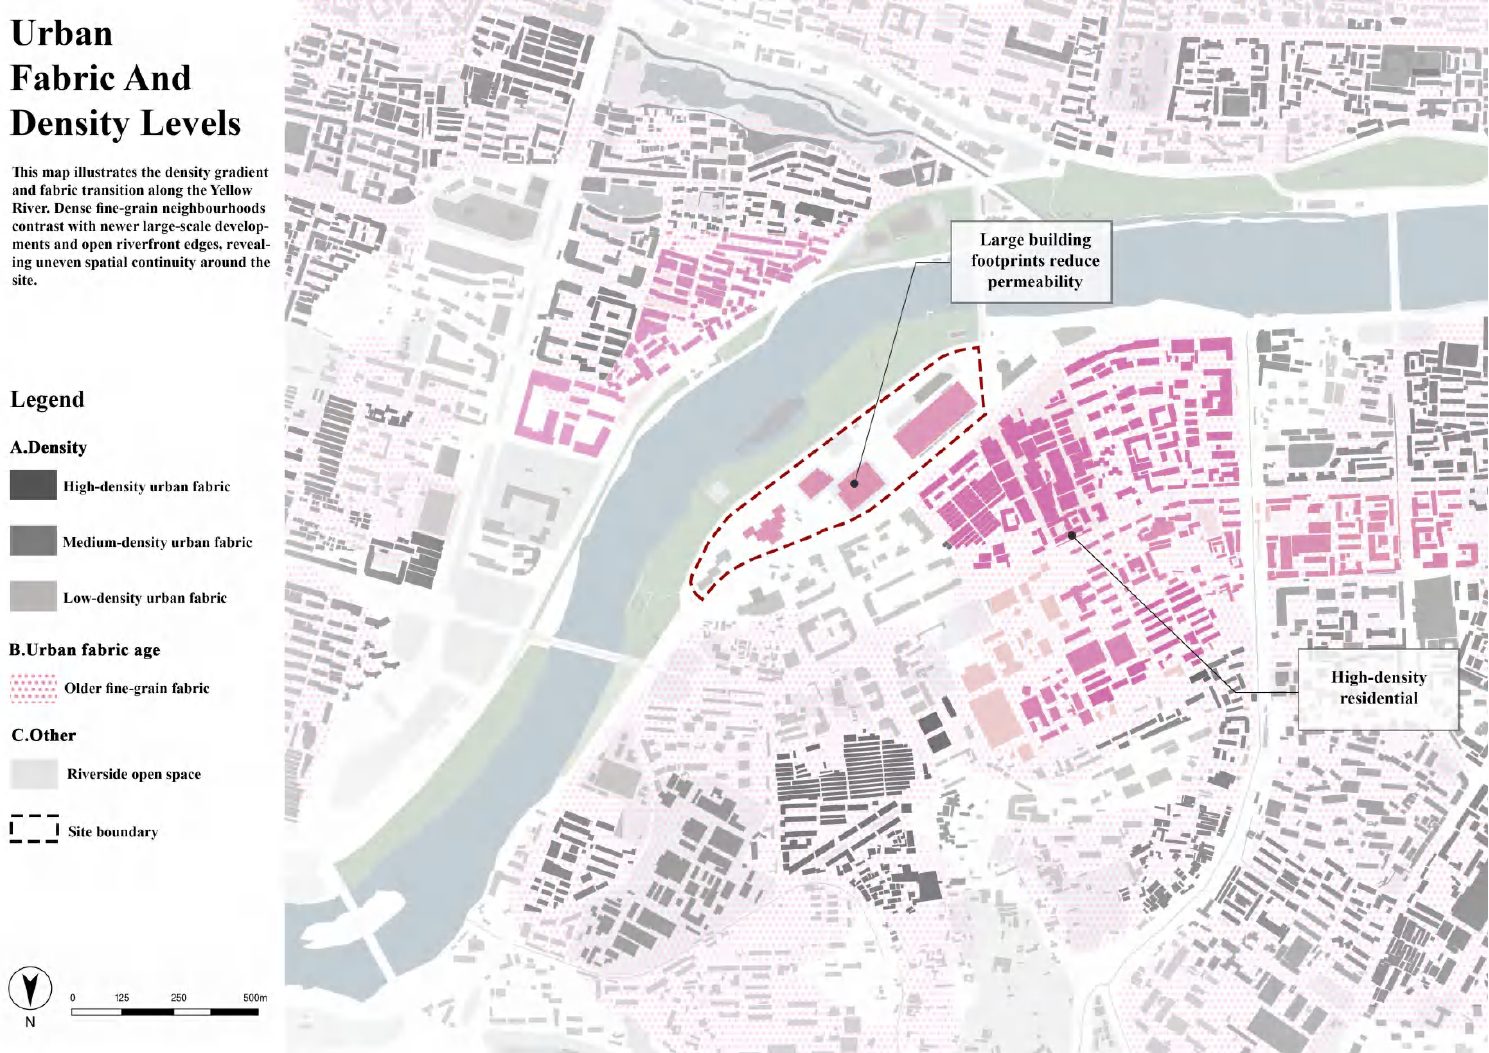 Urban
Fabric And
Density Levels
This map illustrates the density gradient
and fabric transition along the Yellow
River. Dense fine-grain neighbourhoods
contrast with newer large-scale develop-
ments and open riverfront edges, reveal-
ing uneven spatial continuity around the
site.
Legend
A.Density
High-density urban fabric
Medium-density urban fabric
Low-density urban fabric
B.Urban fabric age
Older fine-grain fabric
C.Other
Riverside open space
Site boundary
N
0 125 250 500m
Large building
footprints reduce
permeability
High-density
residential